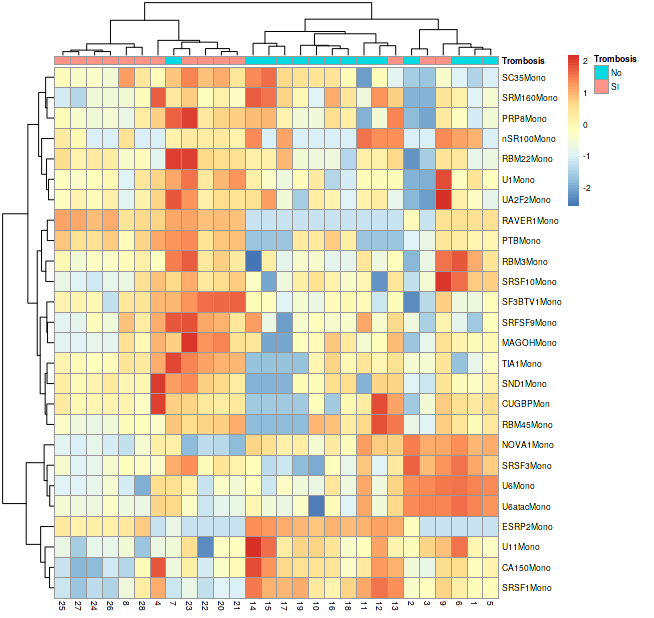 Trombosis
SC35Mono
SRM160Mono
PRP8Mono
nSR100Mono
RBM22Mono
U1Mono
UA2F2Mono
RAVER1Mono
PTBMono
RBM3Mono
SRSF10Mono
SF3BTV1Mono
SRFSF9Mono
MAGOHMono
TIA1Mono
SND1Mono
CUGBPMon
RBM45Mono
NOVA1Mono
SRSF3Mono
U6Mono
U6atacMono
ESRP2Mono
U11Mono
CA150Mono
SRSF1Mono
2
1
0
-1
-2
Trombosis
No
SI
25 27 24 26 8 28 4 7 23 22 20 21 14 15 17 19 10 16 18 11 12 13 2 3 9 6 1 5